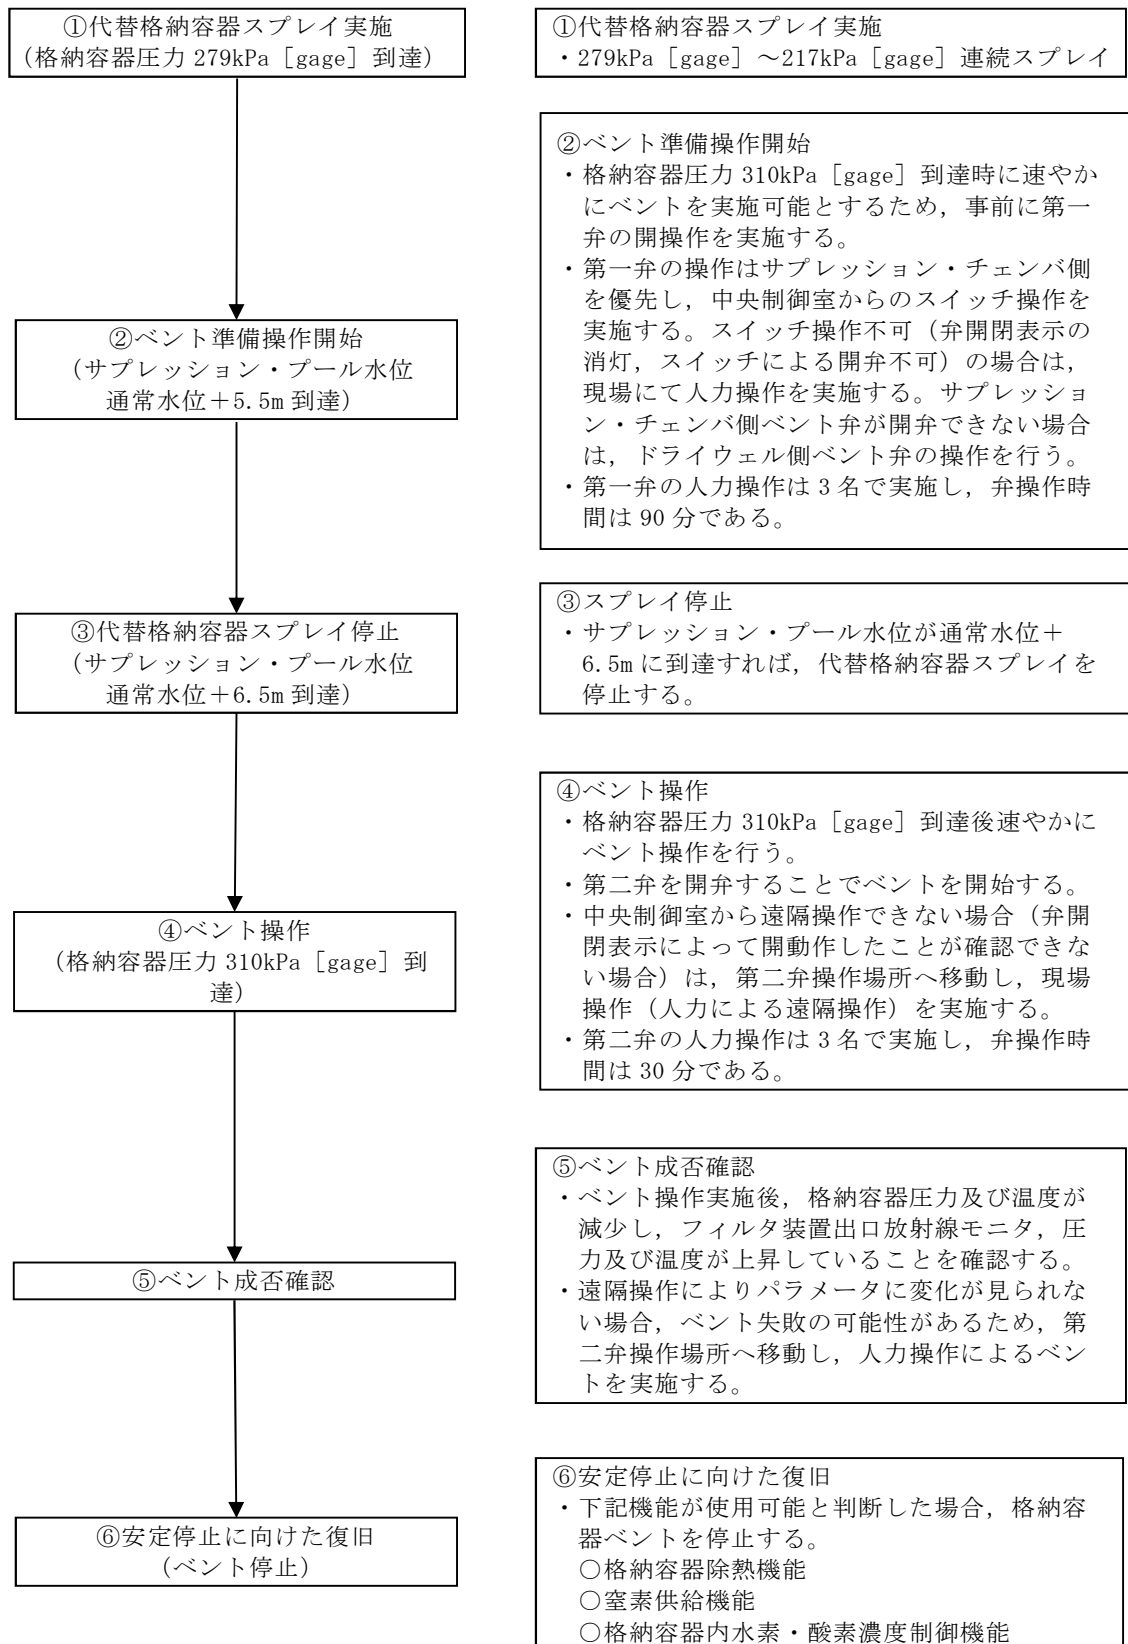 ①代替格納容器スプレイ実施
（格納容器圧力 279kPa［gage］到達）
①代替格納容器スプレイ実施
・279kPa［gage］～217kPa［gage］連続スプレイ
②ベント準備操作開始
（サプレッション・プール水位
通常水位＋5.5m 到達）
②ベント準備操作開始
・格納容器圧力 310kPa［gage］到達時に速やか
にベントを実施可能とするため，事前に第一
弁の開操作を実施する。
・第一弁の操作はサプレッション・チェンバ側
を優先し，中央制御室からのスイッチ操作を
実施する。スイッチ操作不可（弁開閉表示の
消灯，スイッチによる開弁不可）の場合は，
現場にて人力操作を実施する。サプレッショ
ン・チェンバ側ベント弁が開弁できない場合
は，ドライウェル側ベント弁の操作を行う。
・第一弁の人力操作は 3 名で実施し，弁操作時
間は 90 分である。
③代替格納容器スプレイ停止
（サプレッション・プール水位
通常水位＋6.5m 到達）
③スプレイ停止
・サプレッション・プール水位が通常水位＋
6.5m に到達すれば，代替格納容器スプレイを
停止する。
④ベント操作
（格納容器圧力 310kPa［gage］到
達）
④ベント操作
・格納容器圧力 310kPa［gage］到達後速やかに
ベント操作を行う。
・第二弁を開弁することでベントを開始する。
・中央制御室から遠隔操作できない場合（弁開
閉表示によって開動作したことが確認できな
い場合）は，第二弁操作場所へ移動し，現場
操作（人力による遠隔操作）を実施する。
・第二弁の人力操作は 3 名で実施し，弁操作時
間は 30 分である。
⑤ベント成否確認
⑤ベント成否確認
・ベント操作実施後，格納容器圧力及び温度が
減少し，フィルタ装置出口放射線モニタ，圧
力及び温度が上昇していることを確認する。
・遠隔操作によりパラメータに変化が見られな
い場合，ベント失敗の可能性があるため，第
二弁操作場所へ移動し，人力操作によるベン
トを実施する。
⑥安定停止に向けた復旧
（ベント停止）
⑥安定停止に向けた復旧
・下記機能が使用可能と判断した場合，格納容
器ベントを停止する。
○格納容器除熱機能
○窒素供給機能
○格納容器内水素・酸素濃度制御機能